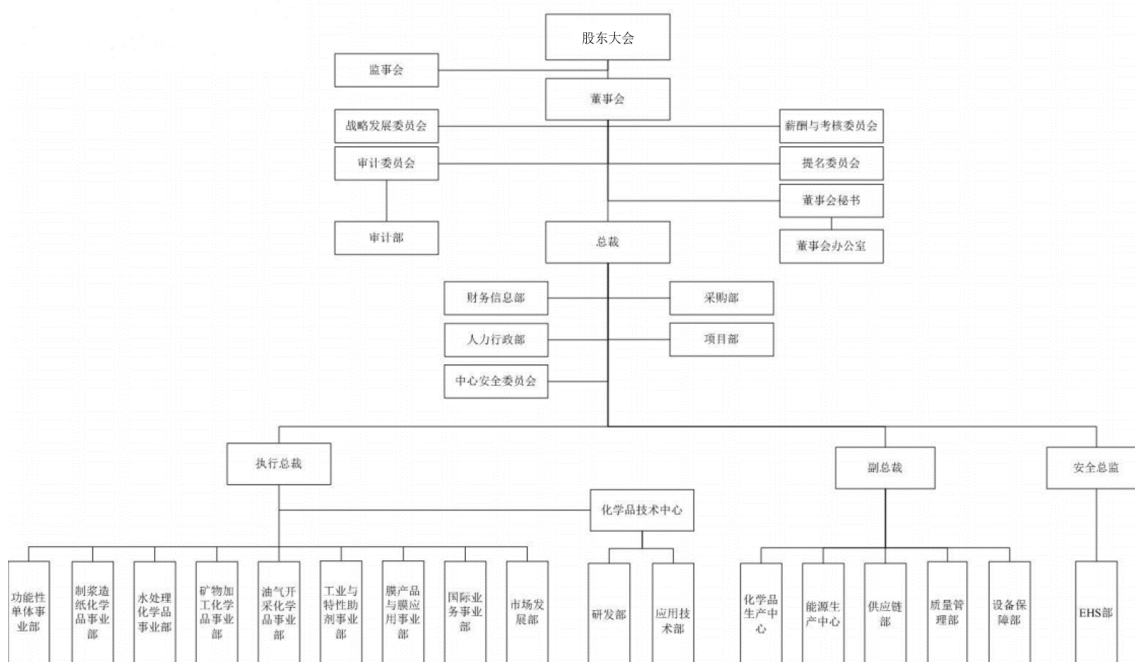 股东大会
监事会
董事会
战略发展委员会
薪酬与考核委员会
审计委员会
提名委员会
董事会秘书
审计部
总裁
董事会办公室
财务信息部
采购部
人力行政部
项目部
中心安全委员会
执行总裁
副总裁
安全总监
化学品技术中心
功能性
单体事
业部
制浆造
纸化学
品事业
部
水处理
化学品
事业部
矿物加
工化学
品事业
部
油气开
采化学
品事业
部
工业与
特性助
剂事业
部
膜产品
与膜应
用事业
部
国际业
务事业
部
市场发
展部
研发部
应用技
术部
化学品
生产中
心
能源生
产中心
供应链
部
质量管
理部
设备保
障部
EHS部